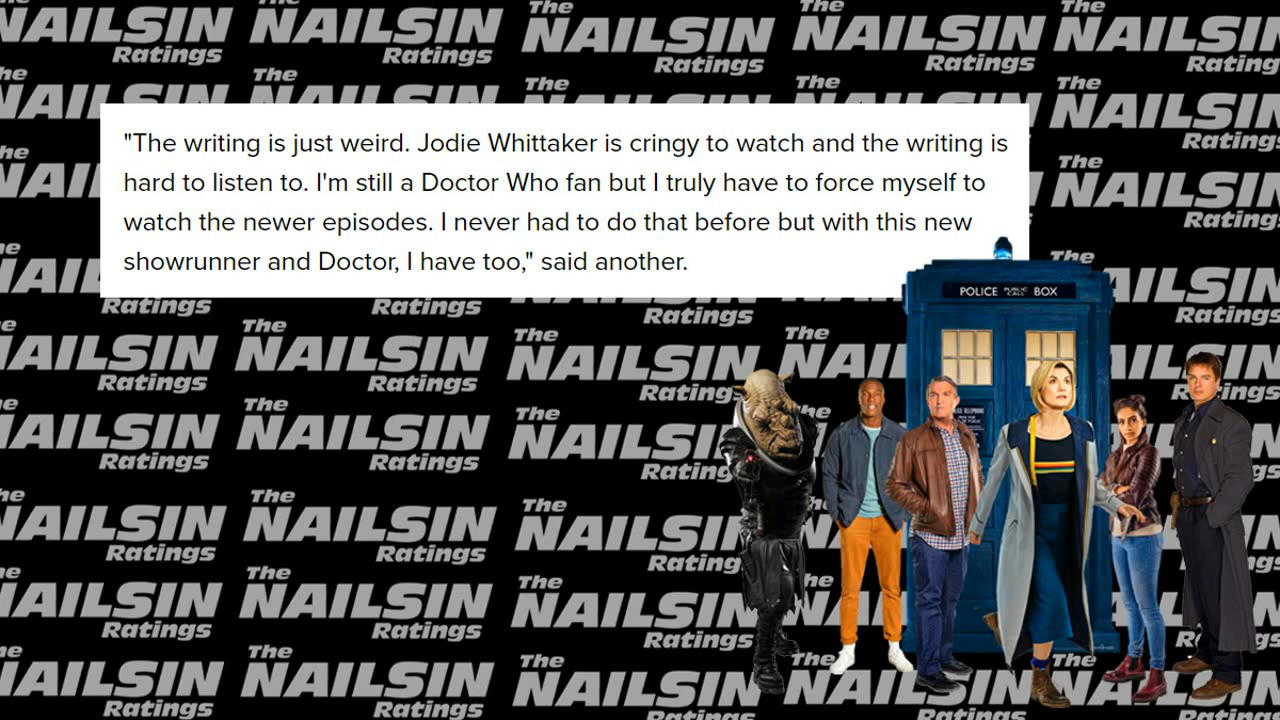 "The writing is just weird. Jodie Whittaker is cringy to watch and the writing is
hard to listen to. I'm still a Doctor Who fan but I truly have to force myself to
watch the newer episodes. I never had to do that before but with this new
showrunner and Doctor, I have too," said another.
POLICE PUBLIC CALL BOX
The
NAILSIN
Ratings